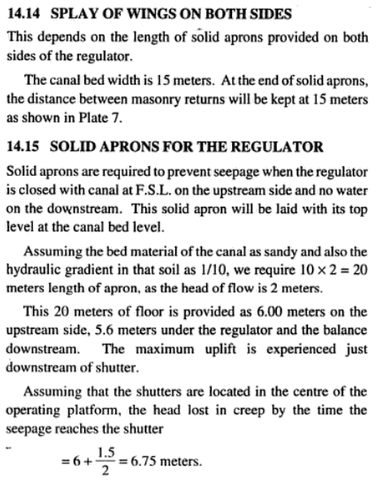 14.14 SPLAY OF WINGS ON BOTH SIDES
This depends on the length of solid aprons provided on both
sides of the regulator.
The canal bed width is 15 meters. At the end of solid aprons,
the distance between masonry returns will be kept at 15 meters
as shown in Plate 7.
14.15 SOLID APRONS FOR THE REGULATOR
Solid aprons are required to prevent seepage when the regulator
is closed with canal at F.S.L. on the upstream side and no water
on the downstream. This solid apron will be laid with its top
level at the canal bed level.
Assuming the bed material of the canal as sandy and also the
hydraulic gradient in that soil as 1/10, we require 10 × 2 = 20
meters length of apron, as the head of flow is 2 meters.
This 20 meters of floor is provided as 6.00 meters on the
upstream side, 5.6 meters under the regulator and the balance
downstream. The maximum uplift is experienced just
downstream of shutter.
Assuming that the shutters are located in the centre of the
operating platform, the head lost in creep by the time the
seepage reaches the shutter
= 6 + 1.5/2 = 6.75 meters.